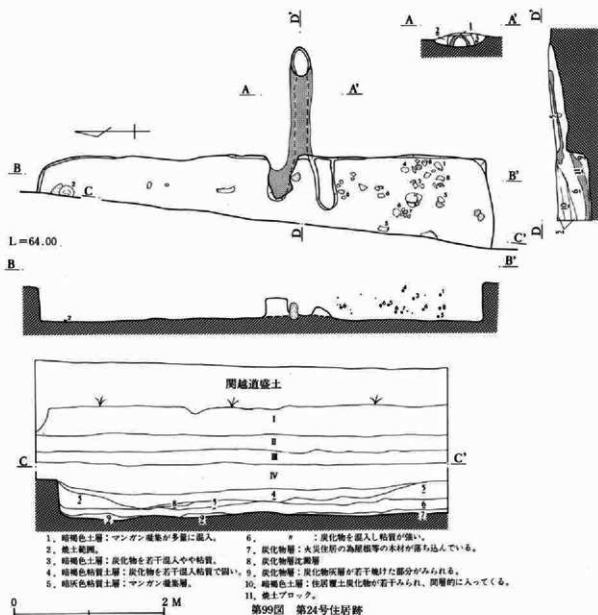 D'
A
A'
1
2
A
A'
D'
B
C
B'
D
C'
D
L=64.00
B
B'
関越道盛土
I
II
III
C
C'
IV
1、暗褐色土層：マンガン凝集が多量に混入。
2、焼土範囲。
3、暗褐色土層：炭化物を若干混入やや粘質。
4、暗褐色粘質土層：炭化物を若干混入粘質で固い。
5、暗灰色粘質土層：マンガン凝集層。
6、〃：炭化物を混入し粘質が強い。
7、炭化物層：火災住居の為屋根等の木材が落ち込んでいる。
8、炭化物層沈澱層
9、炭化物層：炭化灰層が若干焼けた部分がみられる。
10、暗褐色土層：住居覆土炭化物が若干みられ、間層的に入ってくる。
11、焼土ブロック。
0
2 M
第99図 第24号住居跡